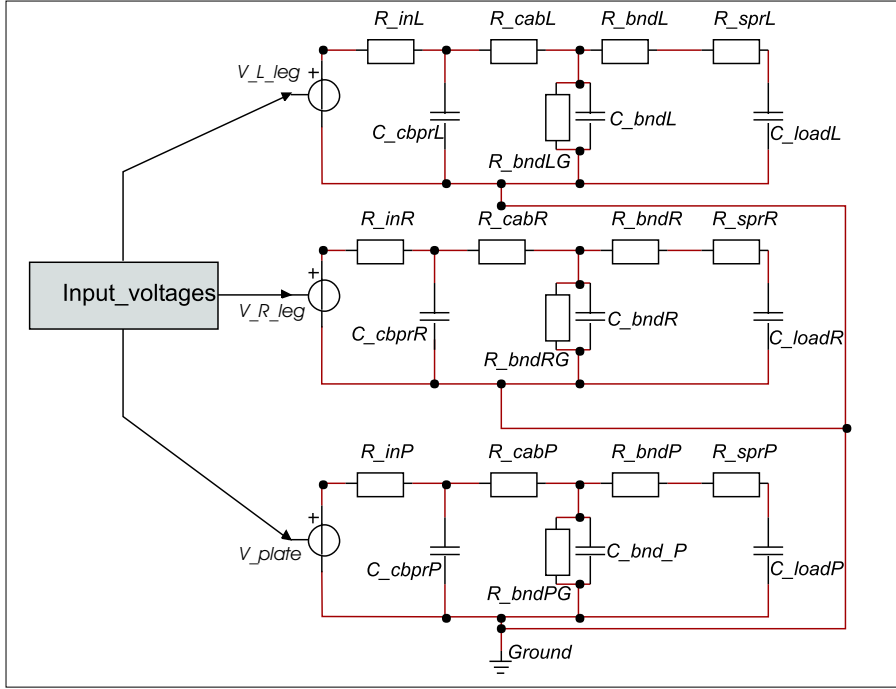 R_inL R_cabL R_bndL R_sprL
V_L_leg +
C_cbprL C_bndL C_loadL
R_bndLG
R_inR R_cabR R_bndR R_sprR
+
Input_voltages
V_R_leg
C_cbprR C_bndR C_loadR
R_bndRG
R_inP R_cabP R_bndP R_sprP
+
V_plate
C_cbprP C_bnd_P C_loadP
R_bndPG
Ground